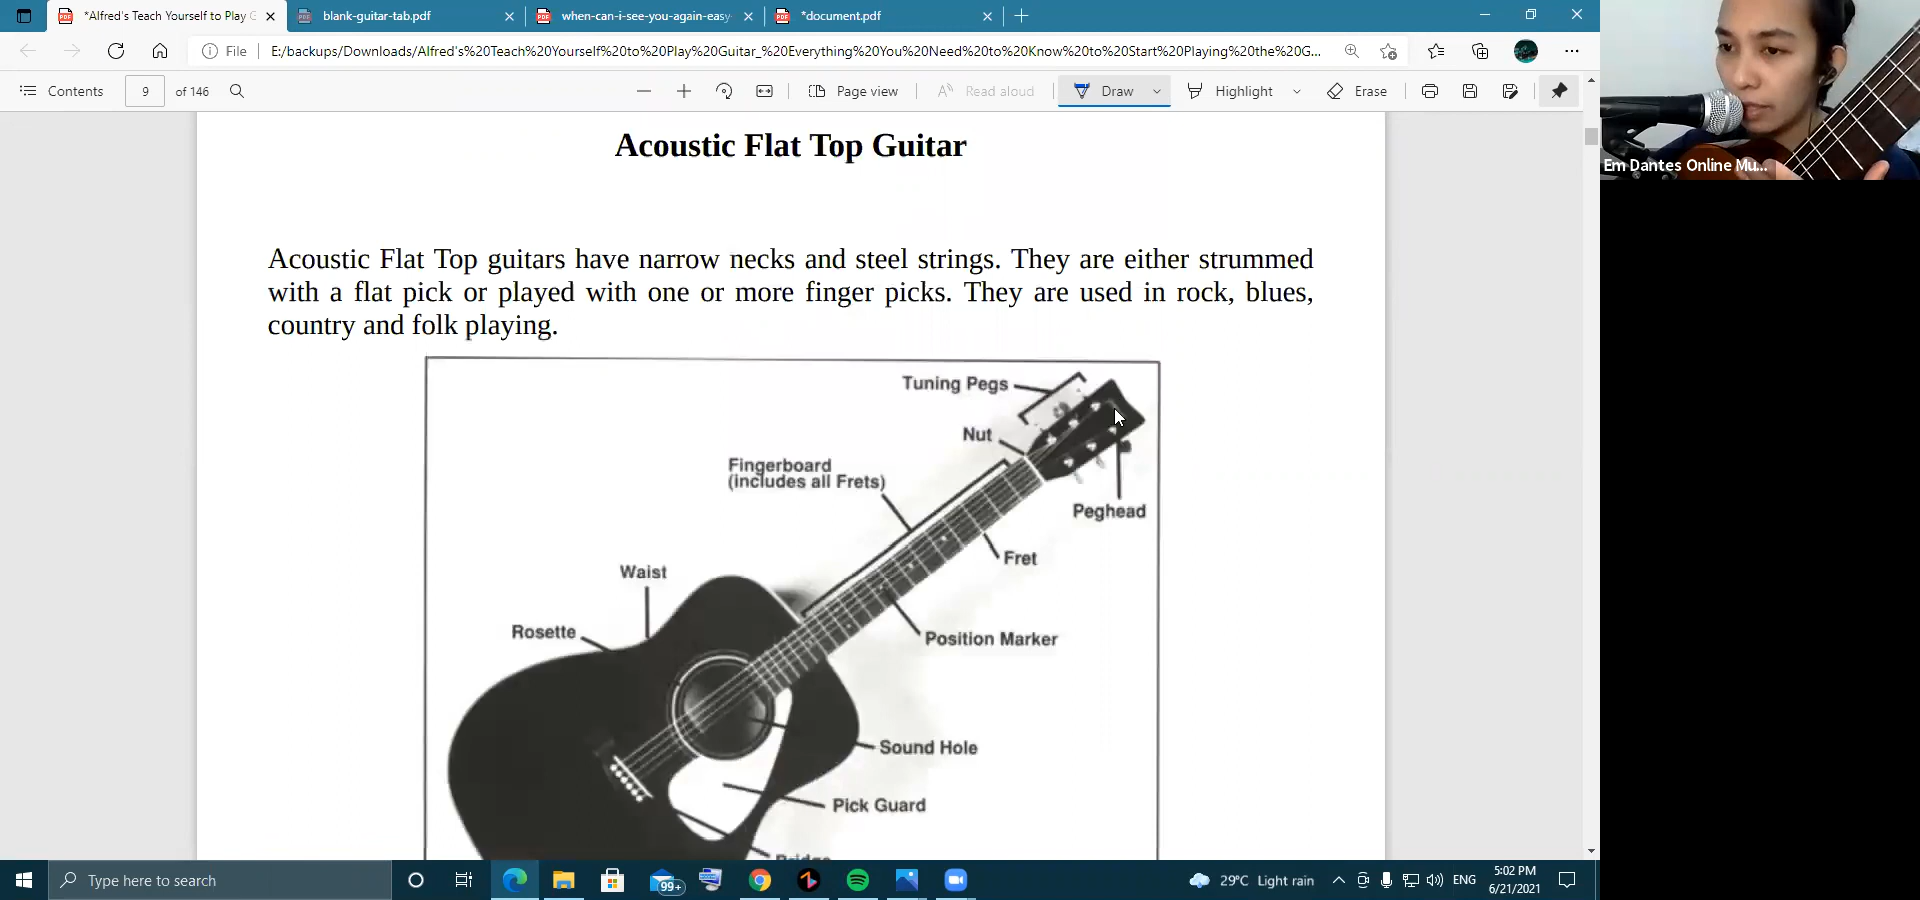 *Alfred's Teach Yourself to Play G
blank-guitar-tab.pdf
when-can-i-see-you-again-easy-
*document.pdf
File
E:/backups/Downloads/Alfred's%20Teach%20Yourself%20to%20Play%20Guitar_%20Everything%20You%20Need%20to%20Know%20to%20Start%20Playing%20the%20G...
Contents
9
of 146
Page view
Read aloud
Draw
Highlight
Erase
Em Dantes Online Mu...
Acoustic Flat Top Guitar
Acoustic Flat Top guitars have narrow necks and steel strings. They are either strummed
with a flat pick or played with one or more finger picks. They are used in rock, blues,
country and folk playing.
Tuning Pegs
Nut
Fingerboard
(includes all Frets)
Peghead
Fret
Waist
Rosette
Position Marker
Sound Hole
Pick Guard
Bridge
Type here to search
99+
29°C Light rain
ENG
5:02 PM
6/21/2021